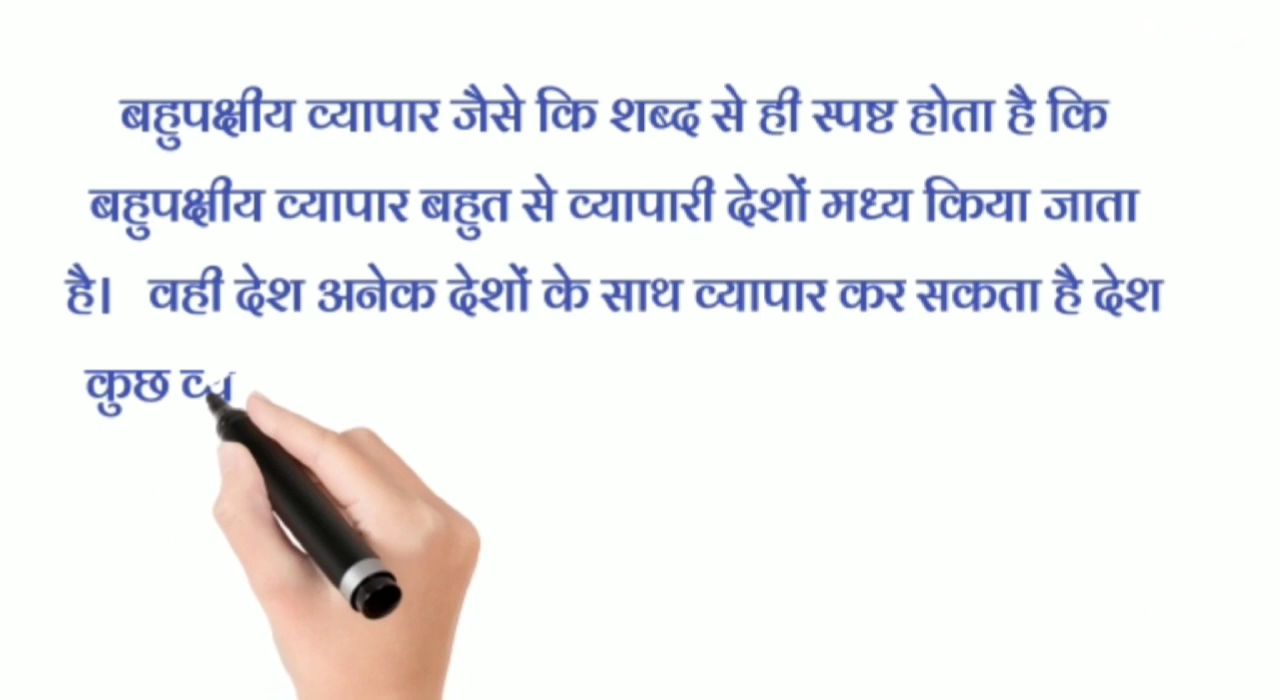 बहुपक्षीय व्यापार जैसे कि शब्द से ही स्पष्ट होता है कि
बहुपक्षीय व्यापार बहुत से व्यापारी देशों मध्य किया जाता
है। वही देश अनेक देशों के साथ व्यापार कर सकता है देश
कुछ